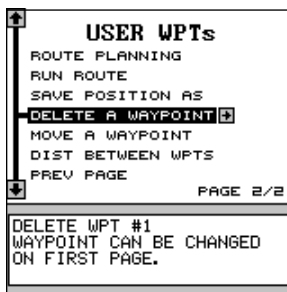 USER WPTs
ROUTE PLANNING
RUN ROUTE
SAVE POSITION AS
DELETE A WAYPOINT
MOVE A WAYPOINT
DIST BETWEEN WPTS
PREV PAGE
PAGE 2/2
DELETE WPT #1
WAYPOINT CAN BE CHANGED
ON FIRST PAGE.